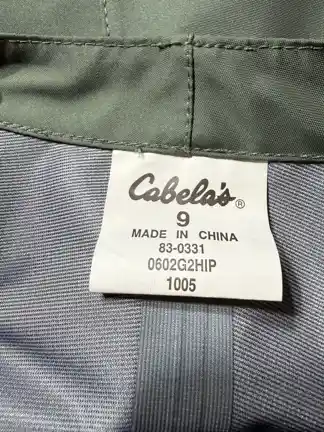 Cabela's®
9
MADE IN CHINA
83-0331
0602G2HIP
1005